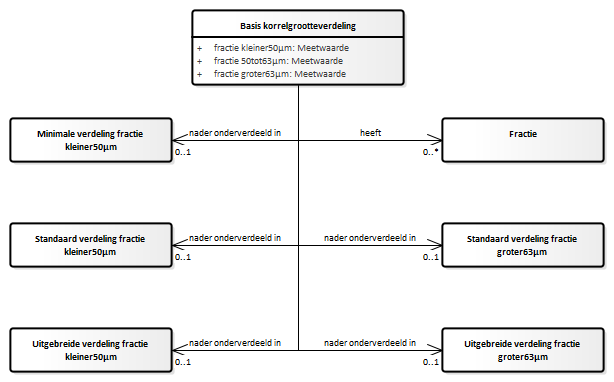 Basis korrelgrootteverdeling
+ fractie kleiner50µm: Meetwaarde
+ fractie 50tot63µm: Meetwaarde
+ fractie groter63µm: Meetwaarde
Minimale verdeling fractie
kleiner50µm
nader onderverdeeld in
0..1
heeft
0..*
Fractie
Standaard verdeling fractie
kleiner50µm
nader onderverdeeld in
0..1
nader onderverdeeld in
0..1
Standaard verdeling fractie
groter63µm
Uitgebreide verdeling fractie
kleiner50µm
nader onderverdeeld in
0..1
nader onderverdeeld in
0..1
Uitgebreide verdeling fractie
groter63µm